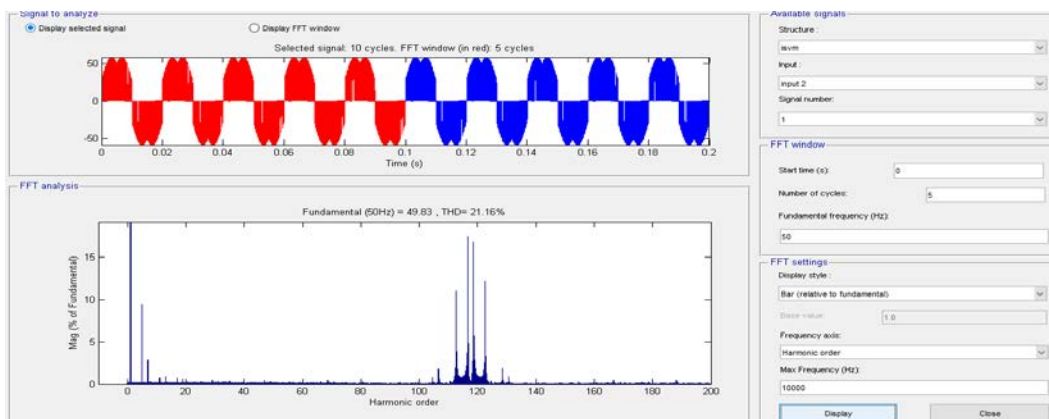 Signal to analyze
Display selected signal
Display FFT window
Selected signal: 10 cycles. FFT window (in red): 5 cycles
50
0
-50
0 0.02 0.04 0.06 0.08 0.1 0.12 0.14 0.16 0.18 0.2
Time (s)
FFT analysis
Fundamental (50Hz) = 49.83 , THD= 21.16%
Mag (% of Fundamental)
15
10
5
0
0 20 40 60 80 100 120 140 160 180 200
Harmonic order
Available signals
Structure :
isvm
Input :
input 2
Signal number:
1
FFT window
Start time (s): 0
Number of cycles: 5
Fundamental frequency (Hz):
50
FFT settings
Display style :
Bar (relative to fundamental)
Base value: 1.0
Frequency axis:
Harmonic order
Max Frequency (Hz):
10000
Display Close